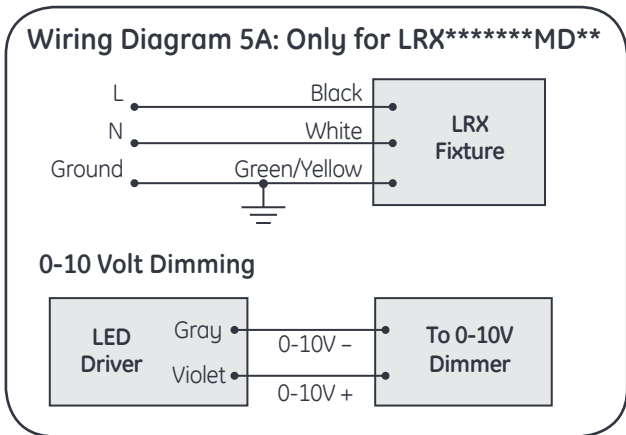 Wiring Diagram 5A: Only for LRX*******MD**
L Black
N White
Ground Green/Yellow
LRX
Fixture
0-10 Volt Dimming
LED
Driver
Gray
Violet
0-10V –
0-10V +
To 0-10V
Dimmer